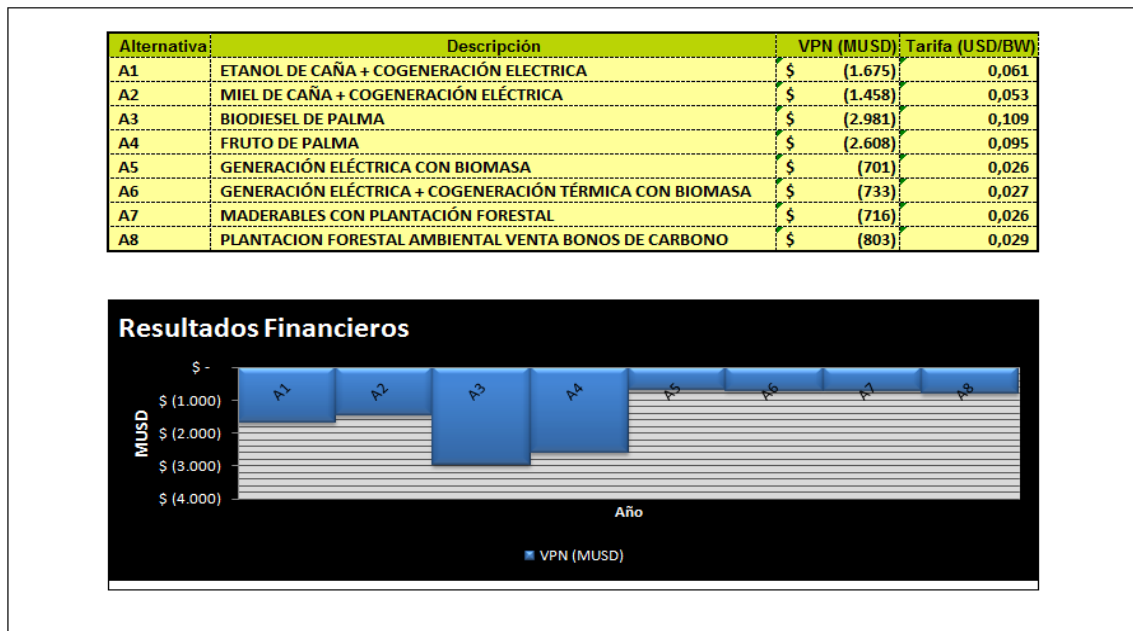 Alternativa Descripción VPN (MUSD) Tarifa (USD/BW)
A1 ETANOL DE CAÑA + COGENERACIÓN ELECTRICA $ (1.675) 0,061
A2 MIEL DE CAÑA + COGENERACIÓN ELÉCTRICA $ (1.458) 0,053
A3 BIODIESEL DE PALMA $ (2.981) 0,109
A4 FRUTO DE PALMA $ (2.608) 0,095
A5 GENERACIÓN ELÉCTRICA CON BIOMASA $ (701) 0,026
A6 GENERACIÓN ELÉCTRICA + COGENERACIÓN TÉRMICA CON BIOMASA $ (733) 0,027
A7 MADERABLES CON PLANTACIÓN FORESTAL $ (716) 0,026
A8 PLANTACION FORESTAL AMBIENTAL VENTA BONOS DE CARBONO $ (803) 0,029
Resultados Financieros
$ -
$ (1.000)
$ (2.000)
$ (3.000)
$ (4.000)
MUSD
A1 A2 A3 A4 A5 A6 A7 A8
Año
VPN (MUSD)